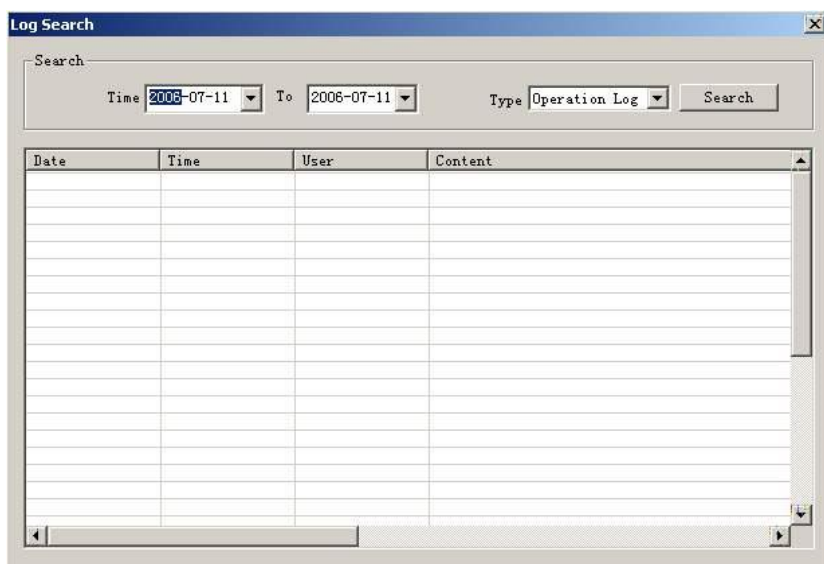 Log Search
Search
Time 2006-07-11 To 2006-07-11 Type Operation Log Search
Date Time User Content